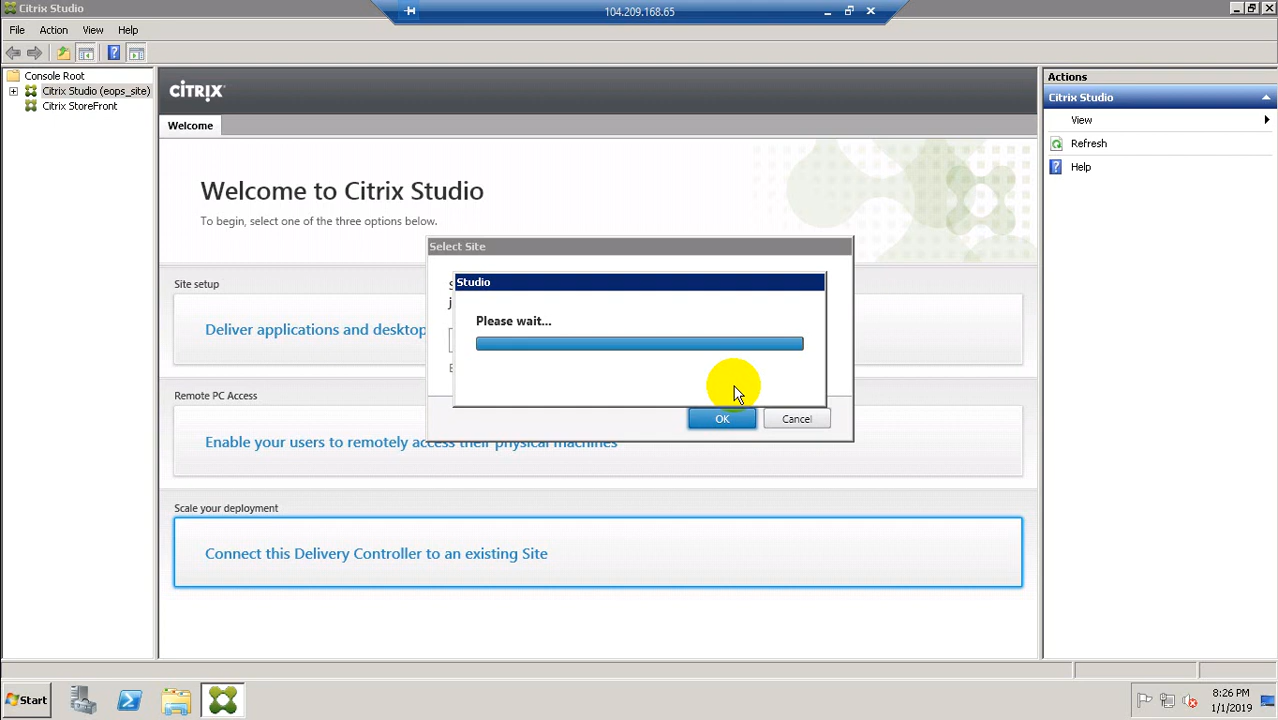 Citrix Studio
104.209.168.65
File Action View Help
Console Root
Citrix Studio (eops_site)
Citrix StoreFront
CITRIX
Welcome
Welcome to Citrix Studio
To begin, select one of the three options below.
Site setup
Deliver applications and desktop
Remote PC Access
Enable your users to remotely access their physical machines
Scale your deployment
Connect this Delivery Controller to an existing Site
Select Site
Studio
Please wait...
OK
Cancel
Actions
Citrix Studio
View
Refresh
Help
Start
8:26 PM
1/1/2019